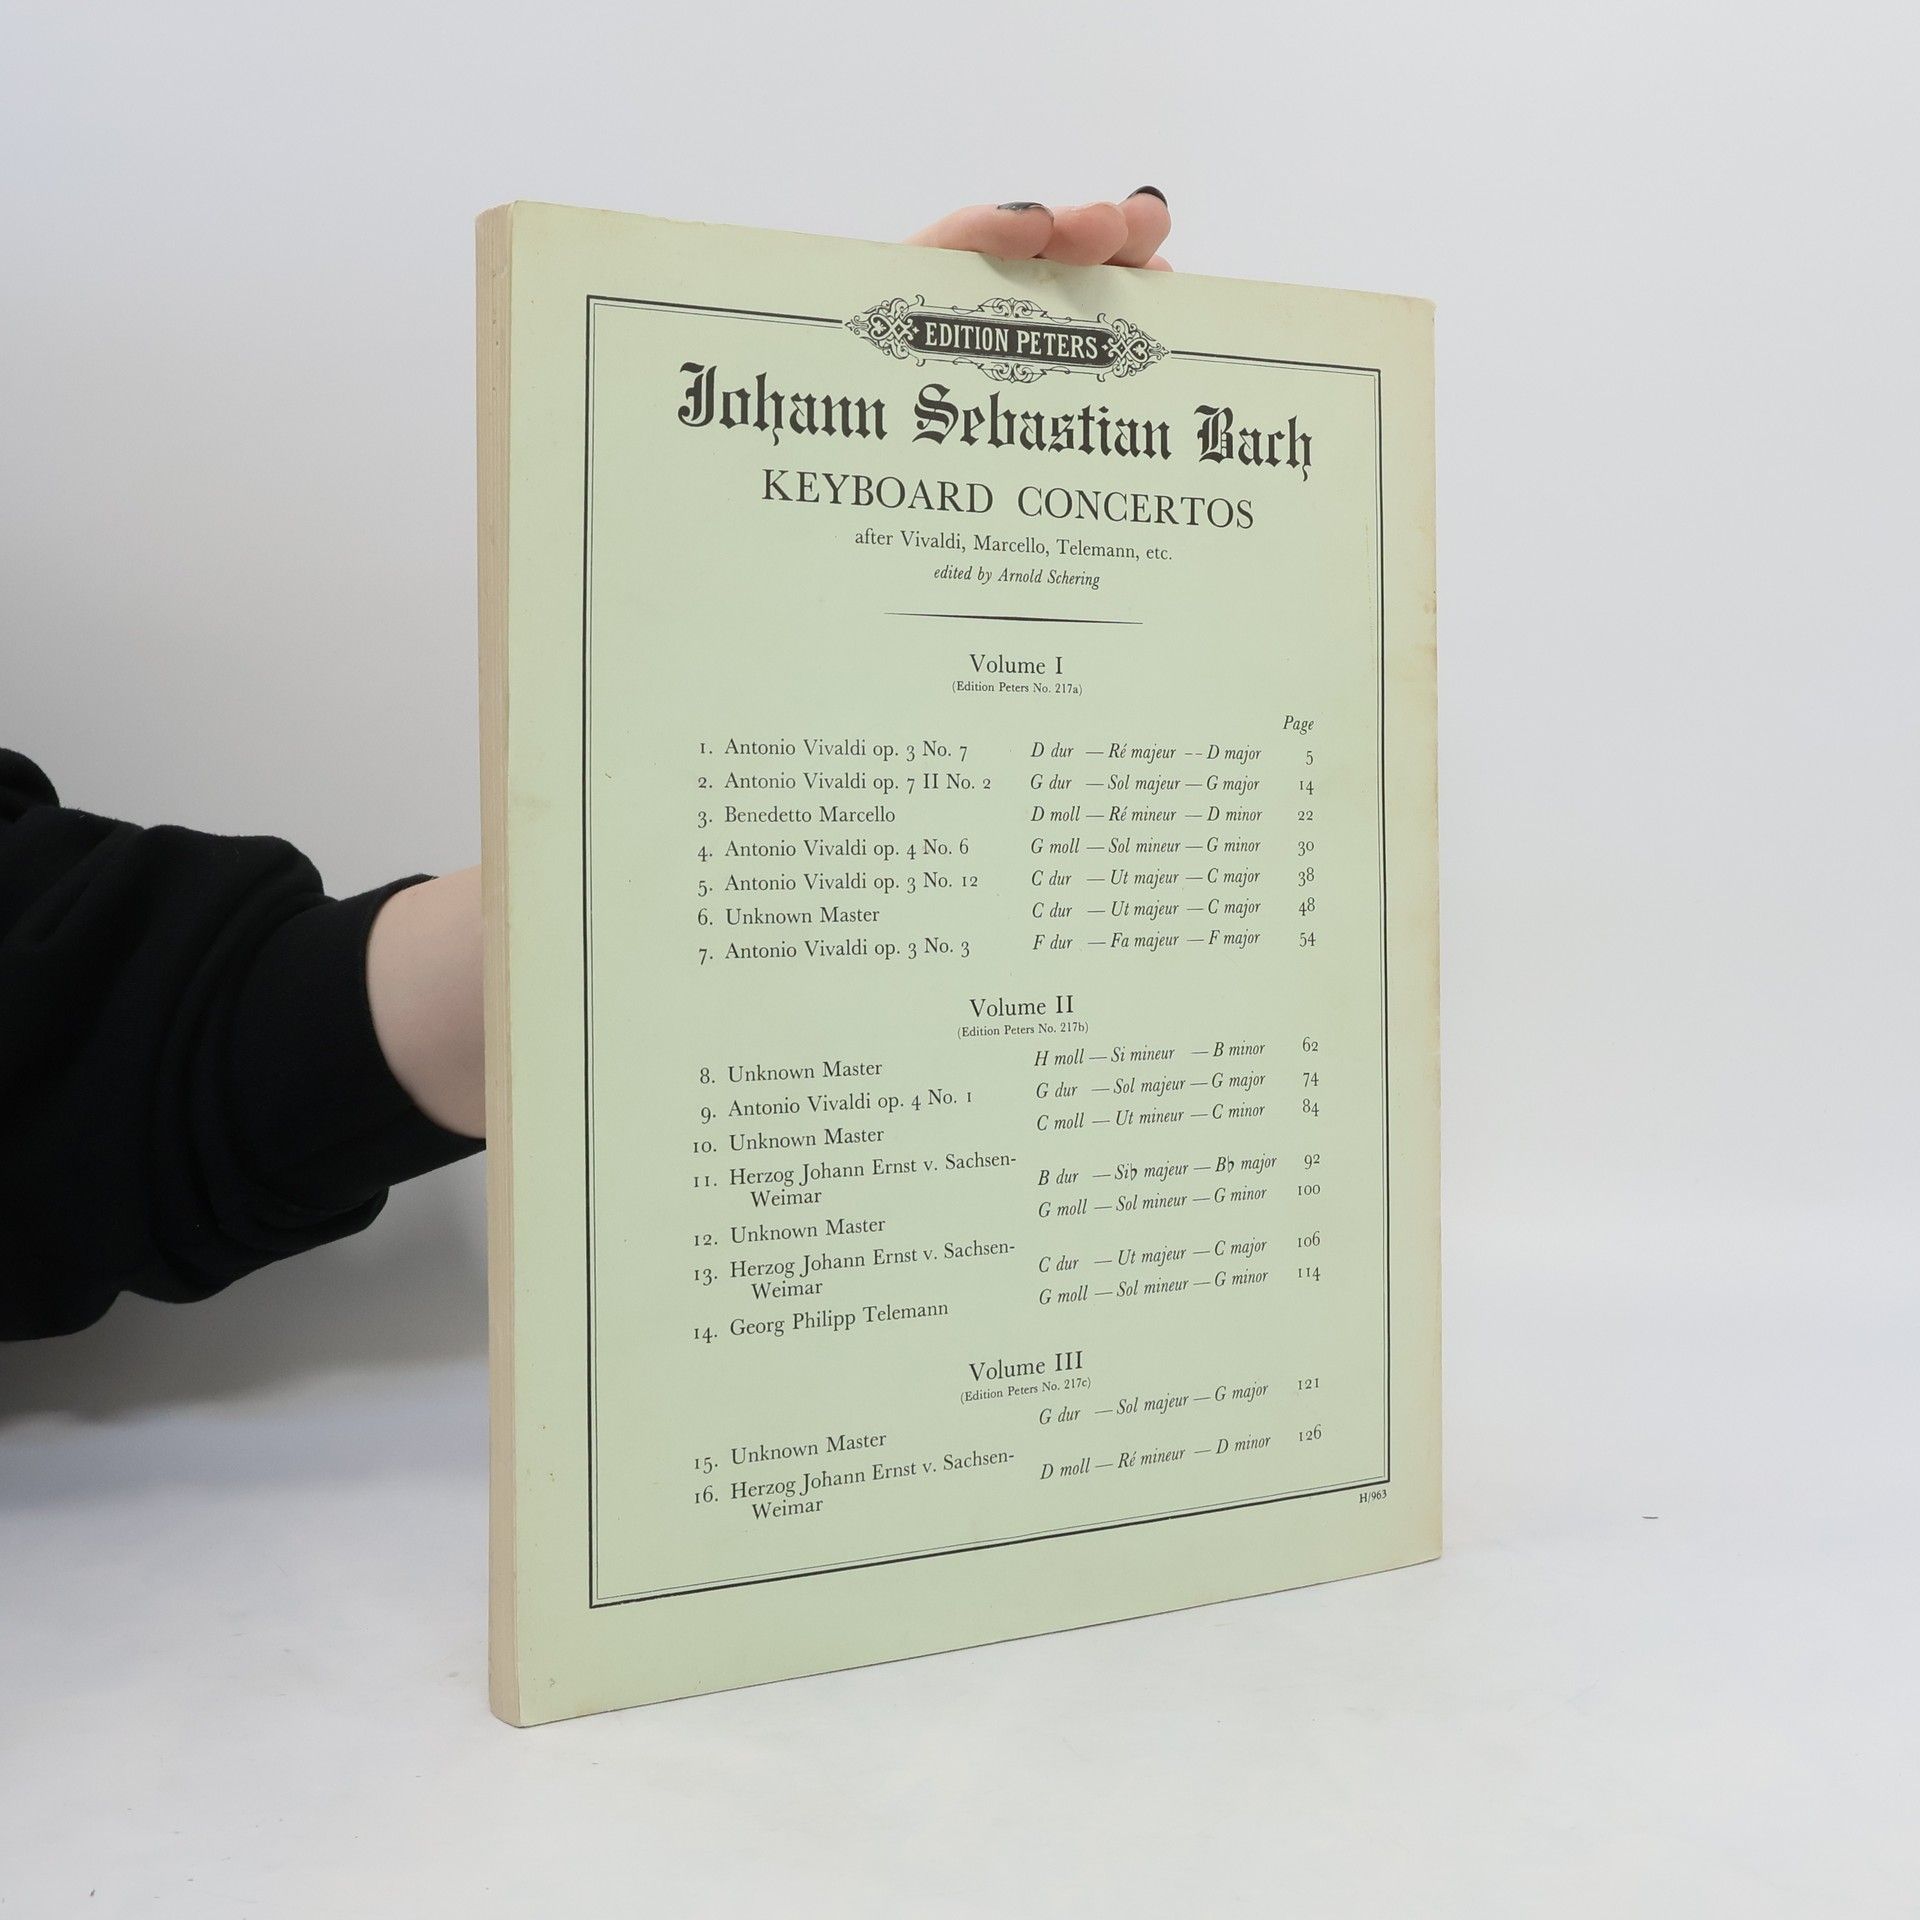 EDITION PETERS
Johann Sebastian Bach
KEYBOARD CONCERTOS
after Vivaldi, Marcello, Telemann, etc.
edited by Arnold Schering
Volume I
(Edition Peters No. 217a)
Page
1. Antonio Vivaldi op. 3 No. 7 D dur — Ré majeur -- D major 5
2. Antonio Vivaldi op. 7 II No. 2 G dur — Sol majeur — G major 14
3. Benedetto Marcello D moll — Ré mineur — D minor 22
4. Antonio Vivaldi op. 4 No. 6 G moll — Sol mineur — G minor 30
5. Antonio Vivaldi op. 3 No. 12 C dur — Ut majeur — C major 38
6. Unknown Master C dur — Ut majeur — C major 48
7. Antonio Vivaldi op. 3 No. 3 F dur — Fa majeur — F major 54
Volume II
(Edition Peters No. 217b)
8. Unknown Master H moll — Si mineur — B minor 62
9. Antonio Vivaldi op. 4 No. 1 G dur — Sol majeur — G major 74
10. Unknown Master C moll — Ut mineur — C minor 84
11. Herzog Johann Ernst v. Sachsen-
Weimar B dur — Si♭ majeur — B♭ major 92
12. Unknown Master G moll — Sol mineur — G minor 100
13. Herzog Johann Ernst v. Sachsen-
Weimar C dur — Ut majeur — C major 106
14. Georg Philipp Telemann G moll — Sol mineur — G minor 114
Volume III
(Edition Peters No. 217c)
15. Unknown Master G dur — Sol majeur — G major 121
16. Herzog Johann Ernst v. Sachsen-
Weimar D moll — Ré mineur — D minor 126
H/963